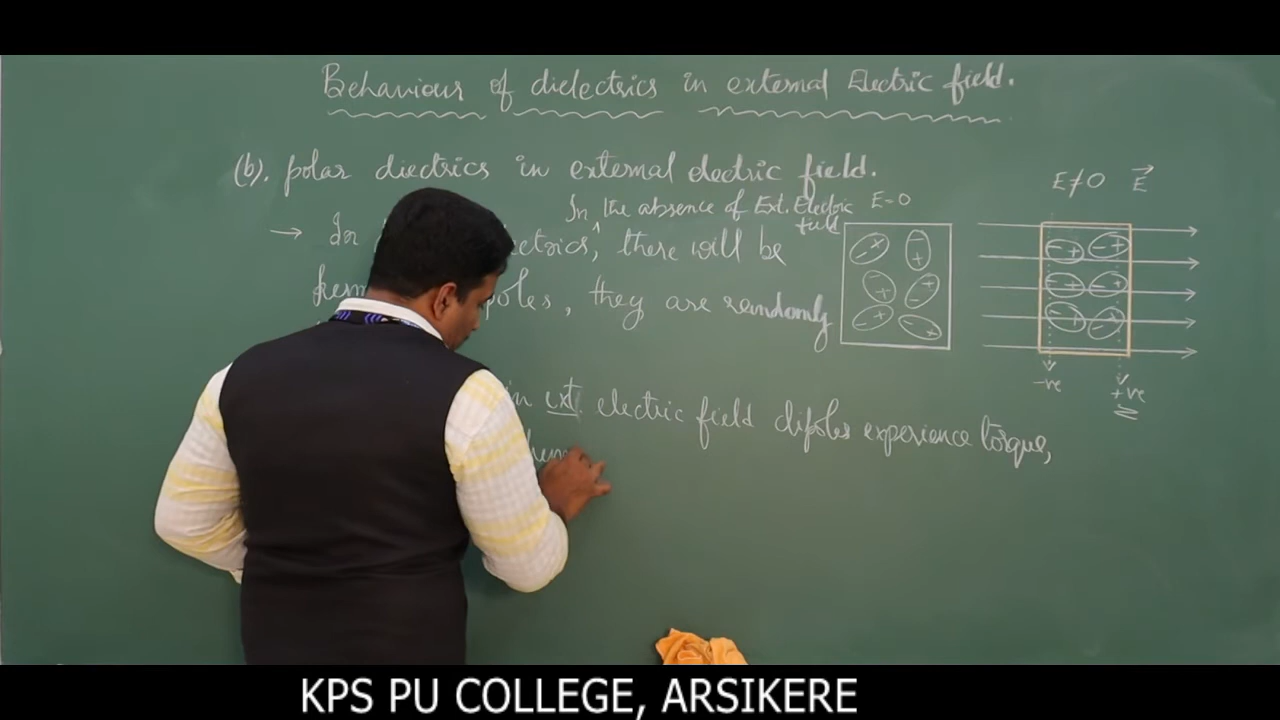 Behaviour of dielectrics in external Electric field.
(b). polar diectrics in external electric field.
In the absence of Ext. Electric field
→ In ctrics, there will be
poles, they are randomly
in ext. electric field dipoles experience torque,
E=0
- +
- +
- +
- +
- +
- +
E≠0 E
- + - +
- + - +
- + - +
-ve
+ve
KPS PU COLLEGE, ARSIKERE